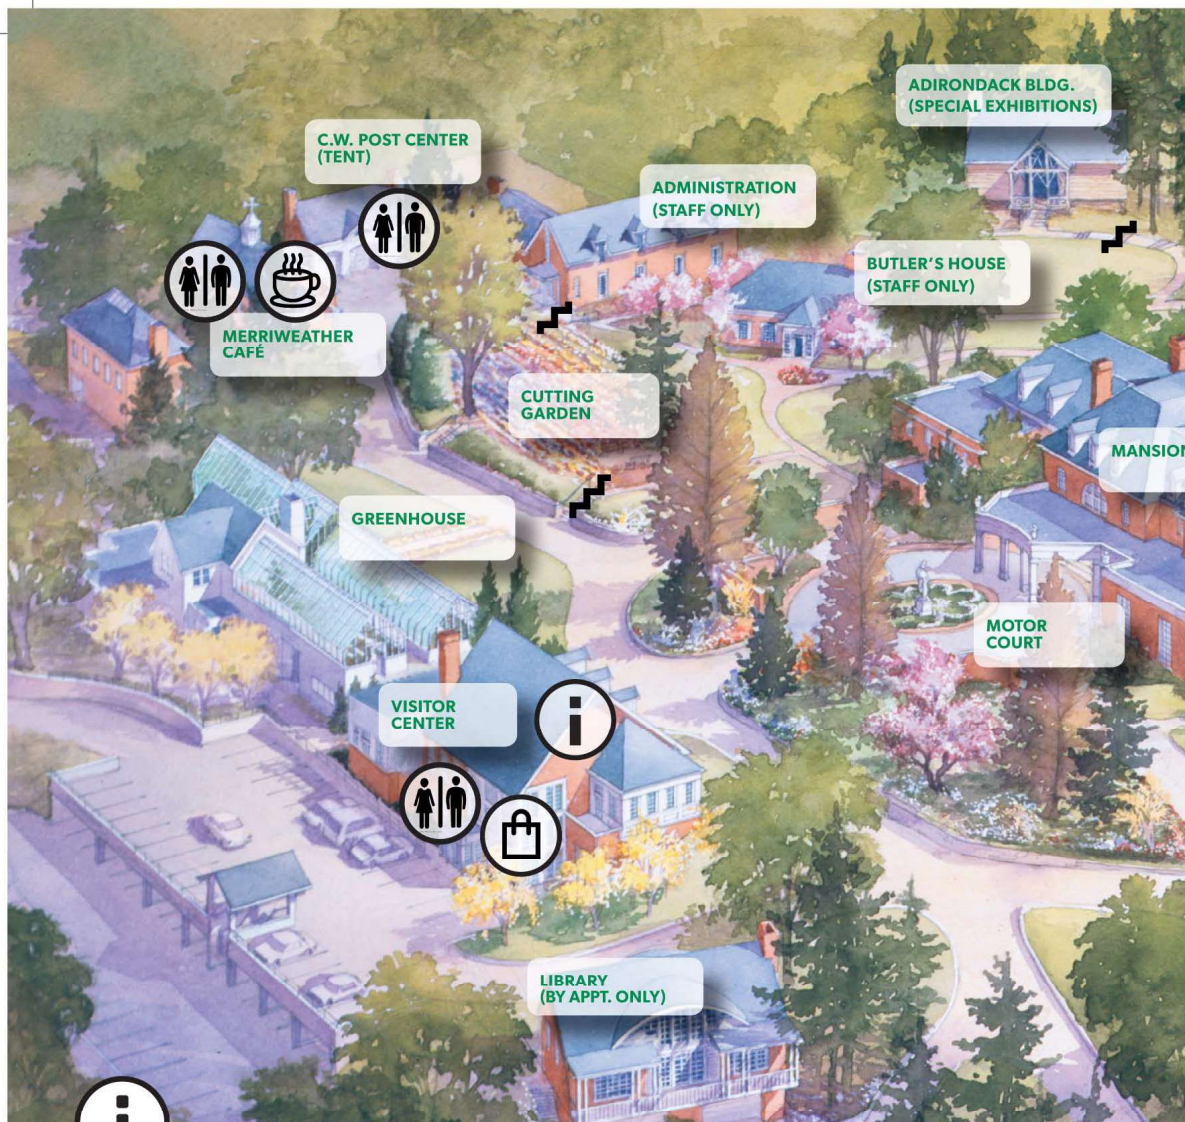 ADIRONDACK BLDG.
(SPECIAL EXHIBITIONS)
C.W. POST CENTER
(TENT)
ADMINISTRATION
(STAFF ONLY)
BUTLER'S HOUSE
(STAFF ONLY)
MERRIWEATHER
CAFÉ
CUTTING
GARDEN
MANSION
GREENHOUSE
MOTOR
COURT
VISITOR
CENTER
i
LIBRARY
(BY APPT. ONLY)
i